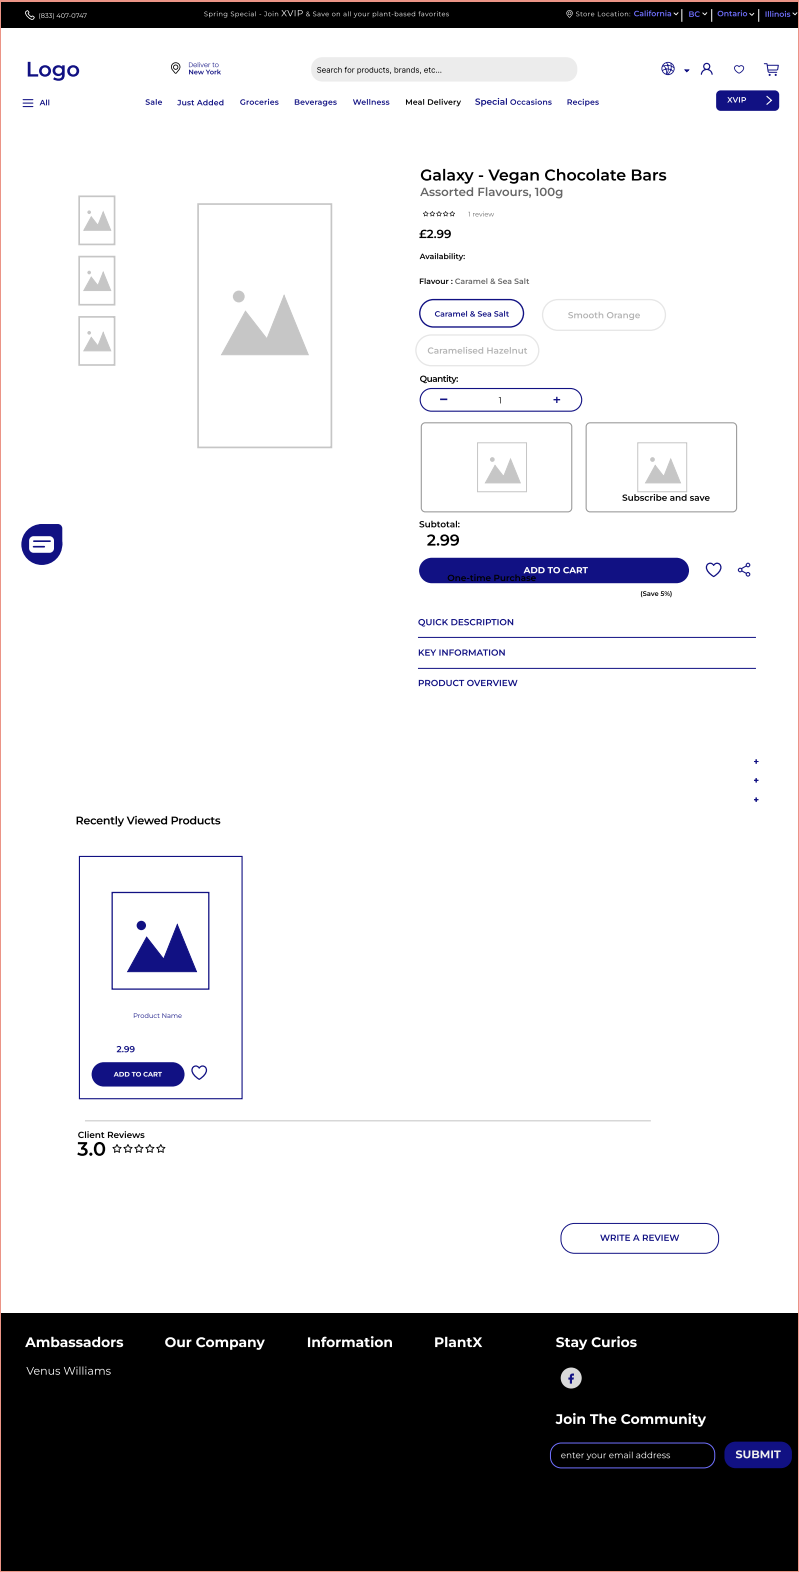 (833) 407-0747
Spring Special - Join XVIP & Save on all your plant-based favorites
Store Location: California BC Ontario Illinois
Logo
Deliver to
New York
Search for products, brands, etc...
All
Sale Just Added Groceries Beverages Wellness Meal Delivery Special Occasions Recipes
XVIP
Galaxy - Vegan Chocolate Bars
Assorted Flavours, 100g
1 review
£2.99
Availability:
Flavour : Caramel & Sea Salt
Caramel & Sea Salt
Smooth Orange
Caramelised Hazelnut
Quantity:
− 1 +
Subscribe and save
Subtotal:
2.99
ADD TO CART
One-time Purchase
(Save 5%)
QUICK DESCRIPTION
KEY INFORMATION
PRODUCT OVERVIEW
+
+
+
Recently Viewed Products
Product Name
2.99
ADD TO CART
Client Reviews
3.0
WRITE A REVIEW
Ambassadors Our Company Information PlantX Stay Curios
Venus Williams
Join The Community
enter your email address
SUBMIT